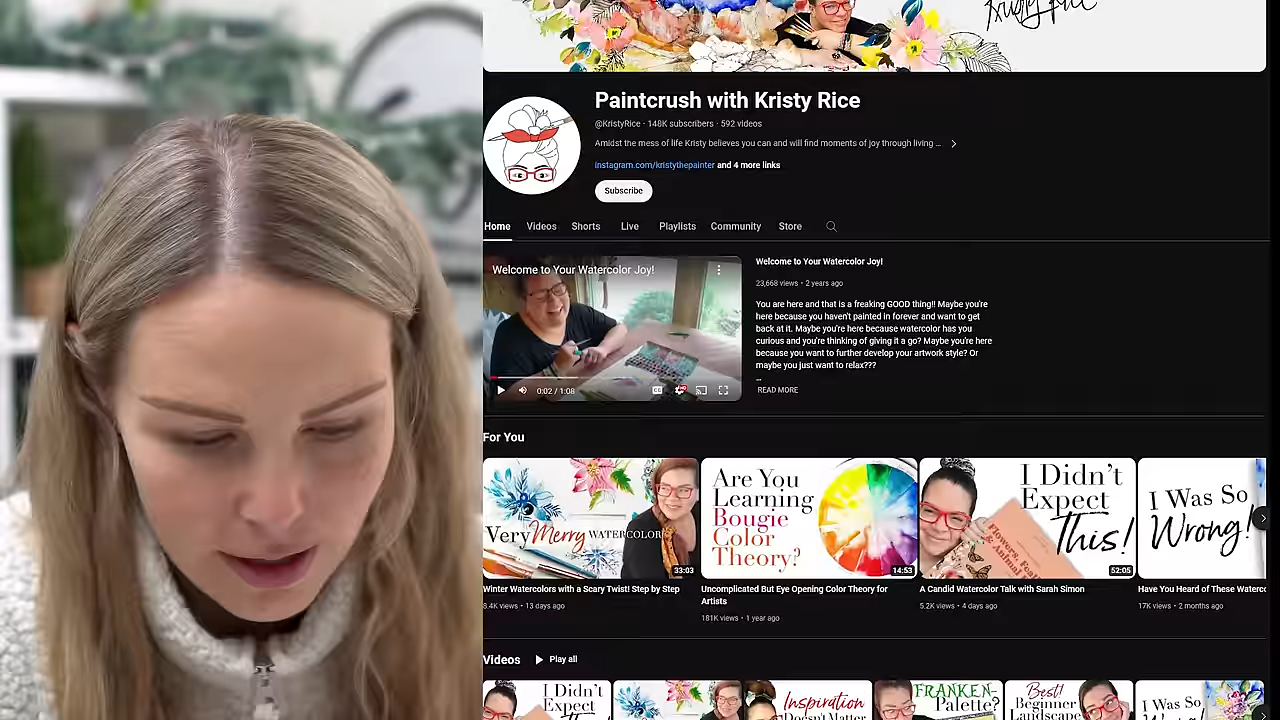 Kristy Rice
Paintcrush with Kristy Rice
@KristyRice · 148K subscribers · 592 videos
Amidst the mess of life Kristy believes you can and will find moments of joy through living ...
instagram.com/kristythepainter and 4 more links
Subscribe
Home Videos Shorts Live Playlists Community Store
Welcome to Your Watercolor Joy!
0:02 / 1:08
Welcome to Your Watercolor Joy!
23,668 views • 2 years ago
You are here and that is a freaking GOOD thing!! Maybe you're
here because you haven't painted in forever and want to get
back at it. Maybe you're here because watercolor has you
curious and you're thinking of giving it a go? Maybe you're here
because you want to further develop your artwork style? Or
maybe you just want to relax???
...
READ MORE
For You
Very Merry WATERCOLOR
33:03
Winter Watercolors with a Scary Twist! Step by Step
8.4K views • 13 days ago
Are You
Learning
Bougie
Color
Theory?
14:53
Uncomplicated But Eye Opening Color Theory for
Artists
181K views • 1 year ago
I Didn't
Expect
This!
52:05
A Candid Watercolor Talk with Sarah Simon
5.2K views • 4 days ago
I Was So
Wrong!
Have You Heard of These Waterco
17K views • 2 months ago
Videos Play all
I Didn't
Expect
Inspiration
Doesn't Matter
FRANKEN-
Palette?
Best!
Beginner
Landscape
I Was So